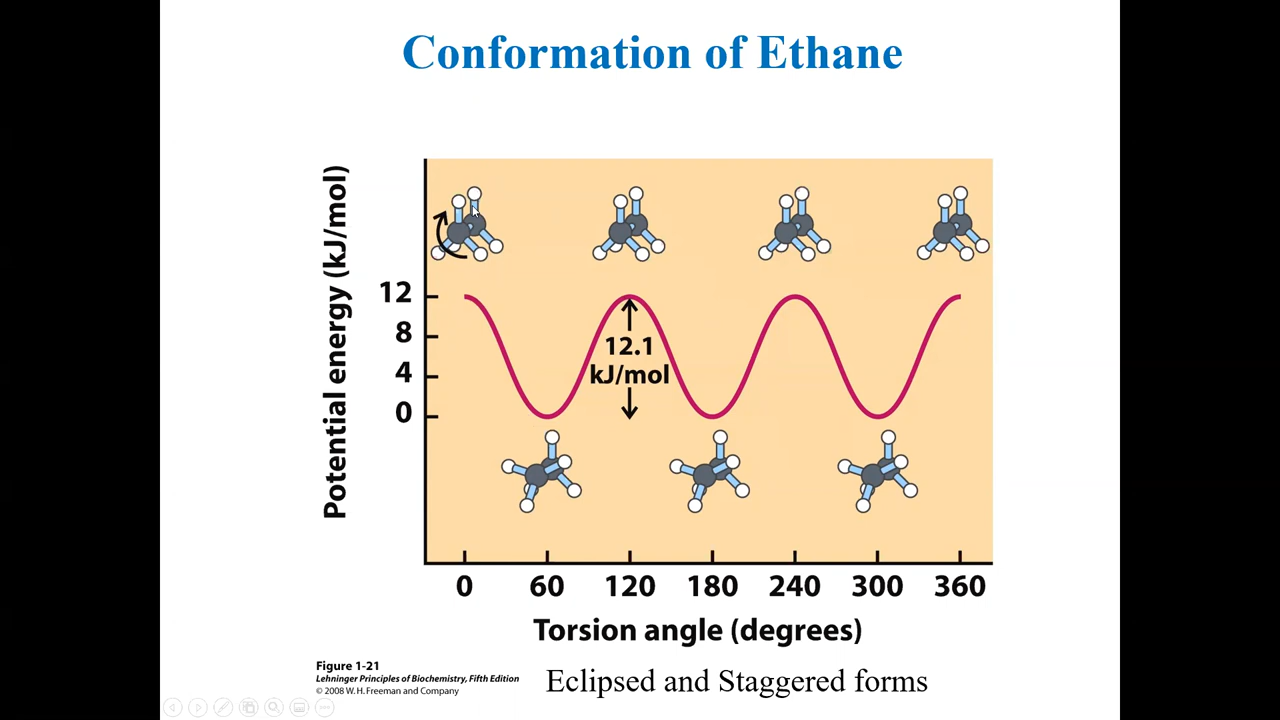 Conformation of Ethane
Potential energy (kJ/mol)
12
8
4
0
12.1
kJ/mol
0 60 120 180 240 300 360
Torsion angle (degrees)
Figure 1-21
Lehninger Principles of Biochemistry, Fifth Edition
© 2008 W. H. Freeman and Company
Eclipsed and Staggered forms